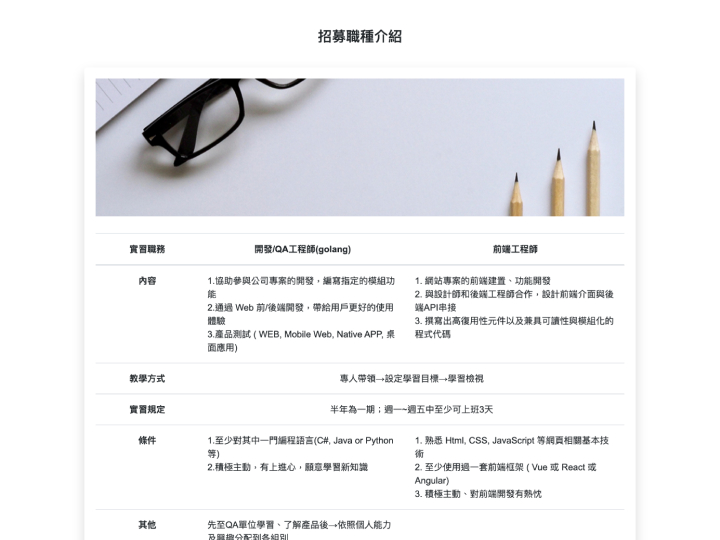 招募職種介紹
實習職務 開發/QA工程師(golang) 前端工程師
內容
1.協助參與公司專案的開發，編寫指定的模組功
能
2.通過 Web 前/後端開發，帶給用戶更好的使用
體驗
3.產品測試 ( WEB, Mobile Web, Native APP, 桌
面應用)
1. 網站專案的前端建置、功能開發
2. 與設計師和後端工程師合作，設計前端介面與後
端API串接
3. 撰寫出高復用性元件以及兼具可讀性與模組化的
程式代碼
教學方式 專人帶領→設定學習目標→學習檢視
實習規定 半年為一期；週一~週五中至少可上班3天
條件
1.至少對其中一門編程語言(C#, Java or Python
等)
2.積極主動，有上進心，願意學習新知識
1. 熟悉 Html, CSS, JavaScript 等網頁相關基本技
術
2. 至少使用過一套前端框架 ( Vue 或 React 或
Angular)
3. 積極主動、對前端開發有熱忱
其他
先至QA單位學習、了解產品後→依照個人能力
及興趣分配到各組別